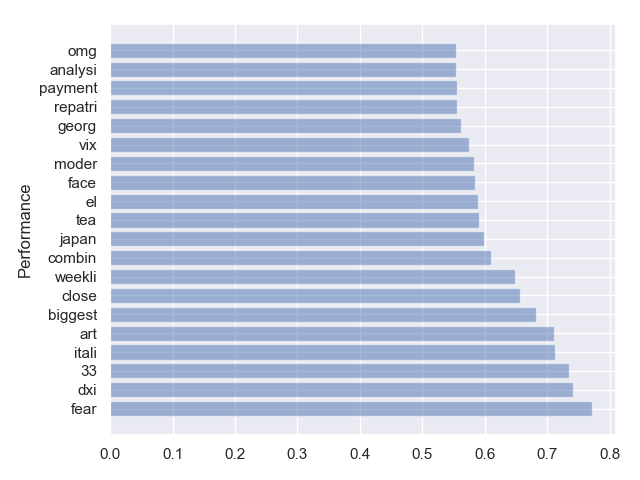 omg
analysi
payment
repatri
georg
vix
moder
face
el
tea
japan
combin
weekli
close
biggest
art
itali
33
dxi
fear
Performance
0.0 0.1 0.2 0.3 0.4 0.5 0.6 0.7 0.8